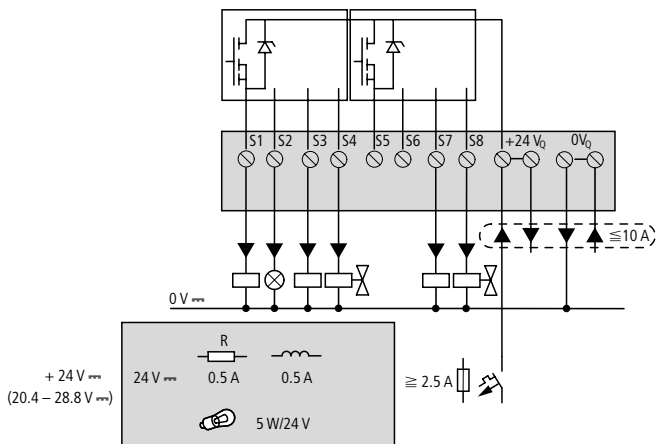 S1 S2 S3 S4 S5 S6 S7 S8 +24 VQ 0VQ
≦10 A
0 V ⎓
R
+ 24 V ⎓
(20.4 – 28.8 V ⎓)
24 V ⎓ 0.5 A 0.5 A
≧ 2.5 A
5 W/24 V